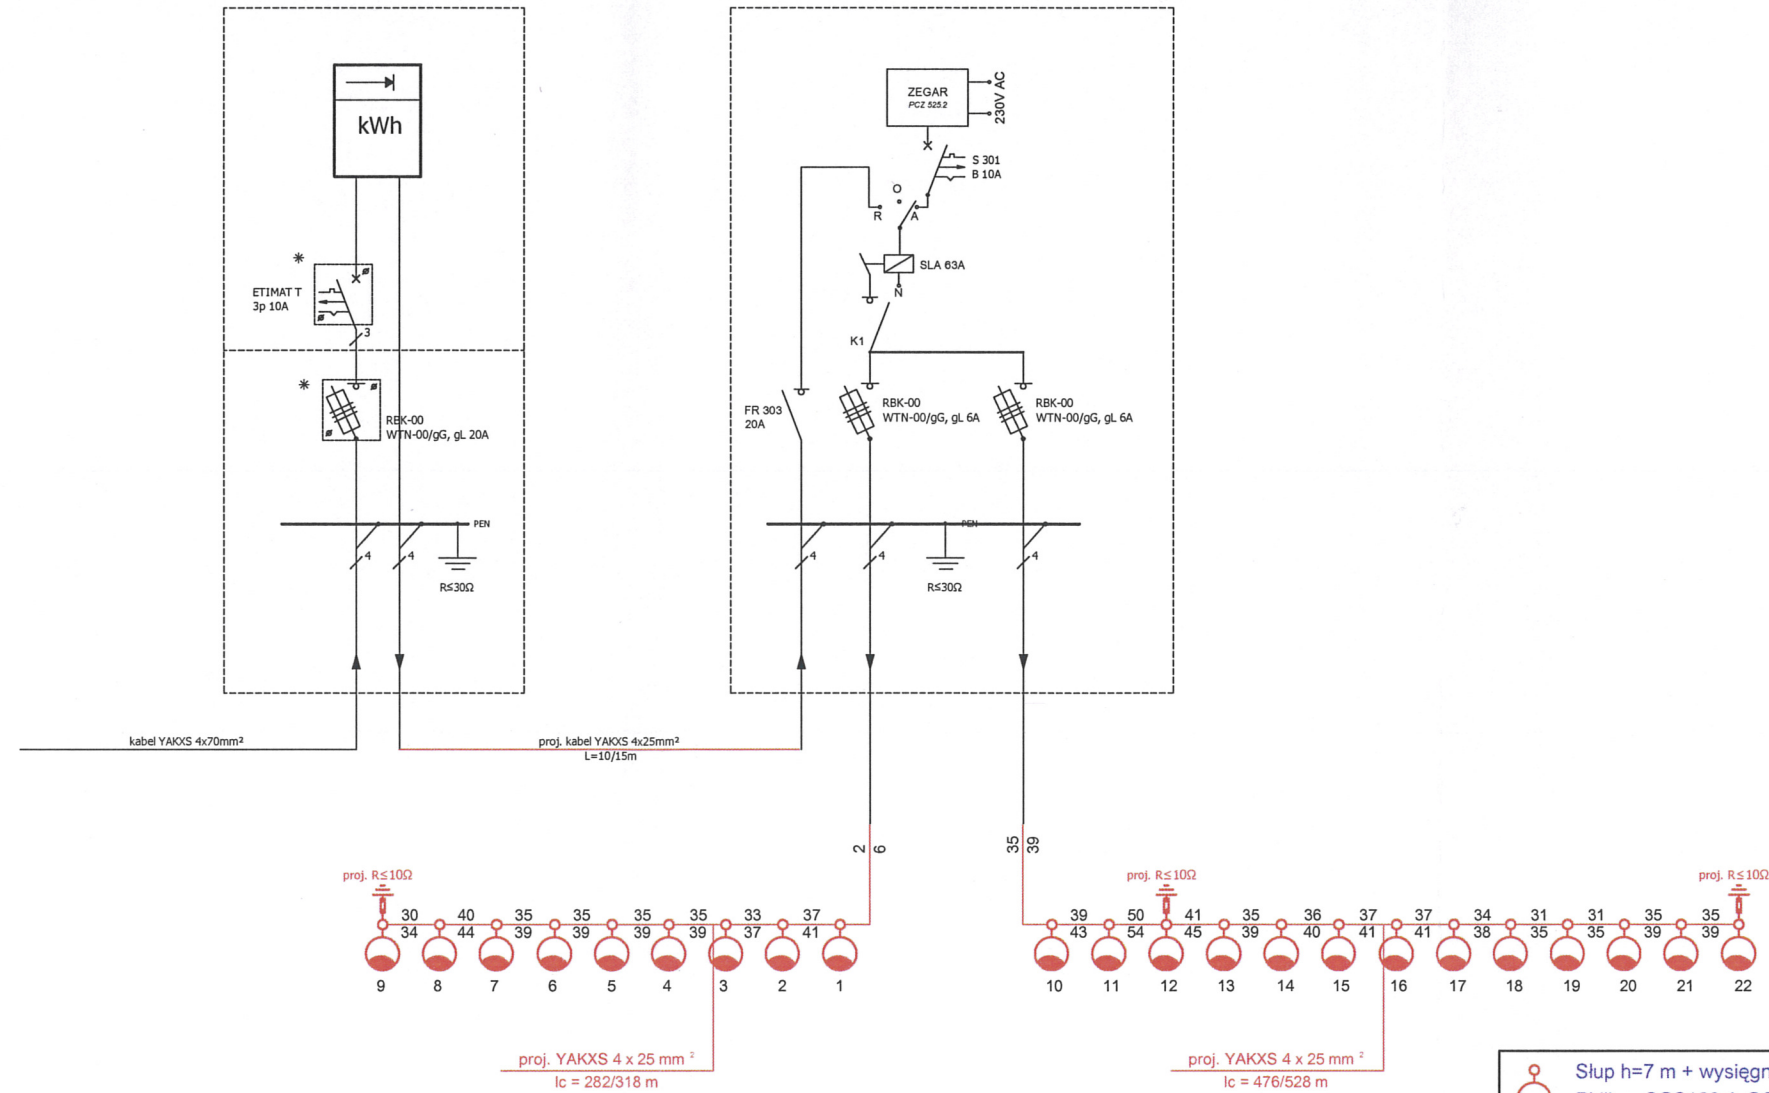 kWh
*
ETIMAT T
3p 10A
3
*
RBK-00
WTN-00/gG, gL 20A
PEN
4
4
R≤30Ω
kabel YAKXS 4x70mm²
proj. kabel YAKXS 4x25mm²
L=10/15m
ZEGAR
PCZ 525.2
230V AC
S 301
B 10A
O
R
A
SLA 63A
N
K1
FR 303
20A
RBK-00
WTN-00/gG, gL 6A
RBK-00
WTN-00/gG, gL 6A
PEN
4
4
4
R≤30Ω
2
6
35
39
proj. R≤10Ω
proj. R≤10Ω
proj. R≤10Ω
30 40 35 35 35 35 33 37
34 44 39 39 39 39 37 41
9 8 7 6 5 4 3 2 1
39 50 41 35 36 37 37 34 31 31 35 35
43 54 45 39 40 41 41 38 35 35 39 39
10 11 12 13 14 15 16 17 18 19 20 21 22
proj. YAKXS 4 x 25 mm ²
lc = 282/318 m
proj. YAKXS 4 x 25 mm ²
lc = 476/528 m
Słup h=7 m + wysięgn